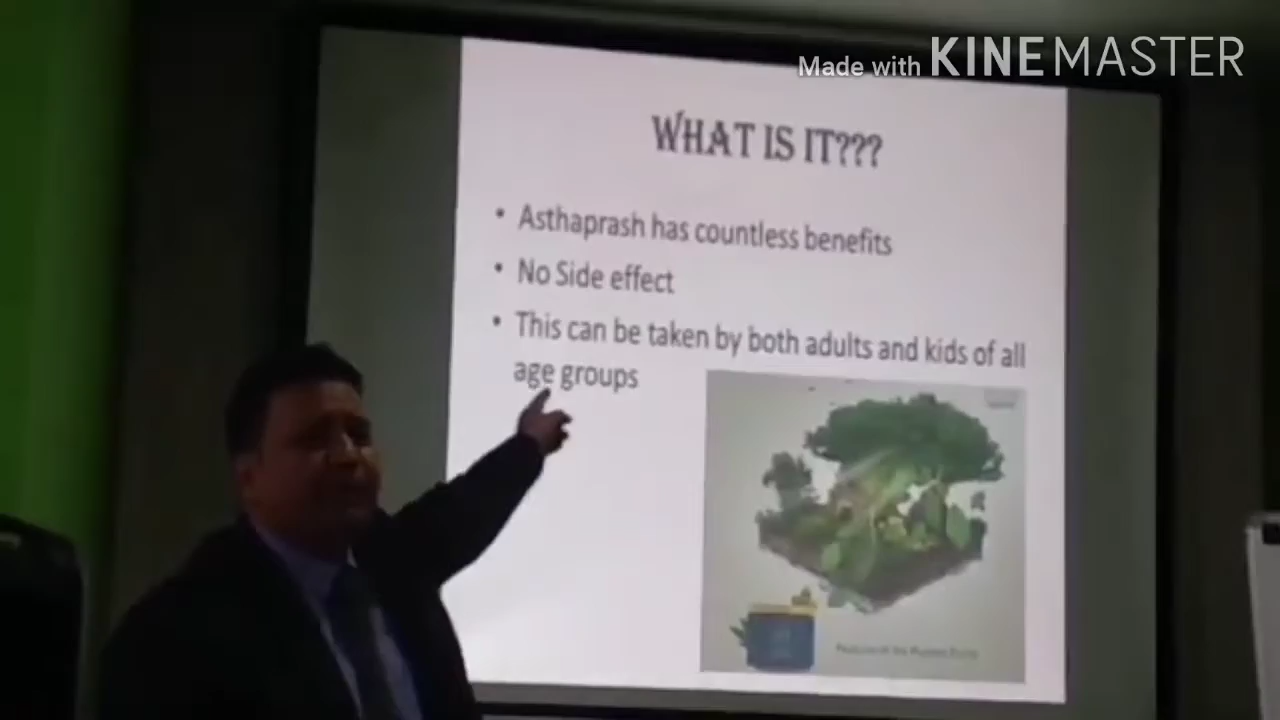 Made with KINEMASTER
WHAT IS IT???
• Asthaprash has countless benefits
• No Side effect
• This can be taken by both adults and kids of all
age groups